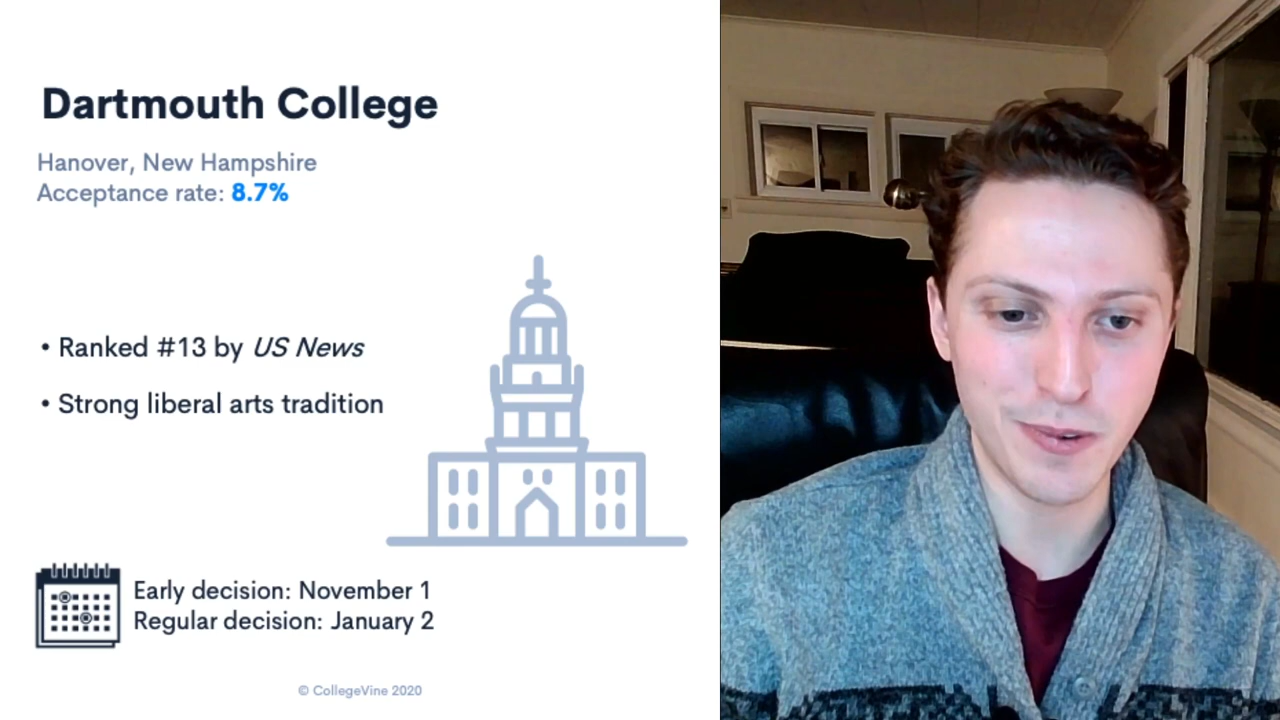 Dartmouth College
Hanover, New Hampshire
Acceptance rate: 8.7%
• Ranked #13 by US News
• Strong liberal arts tradition
Early decision: November 1
Regular decision: January 2
© CollegeVine 2020